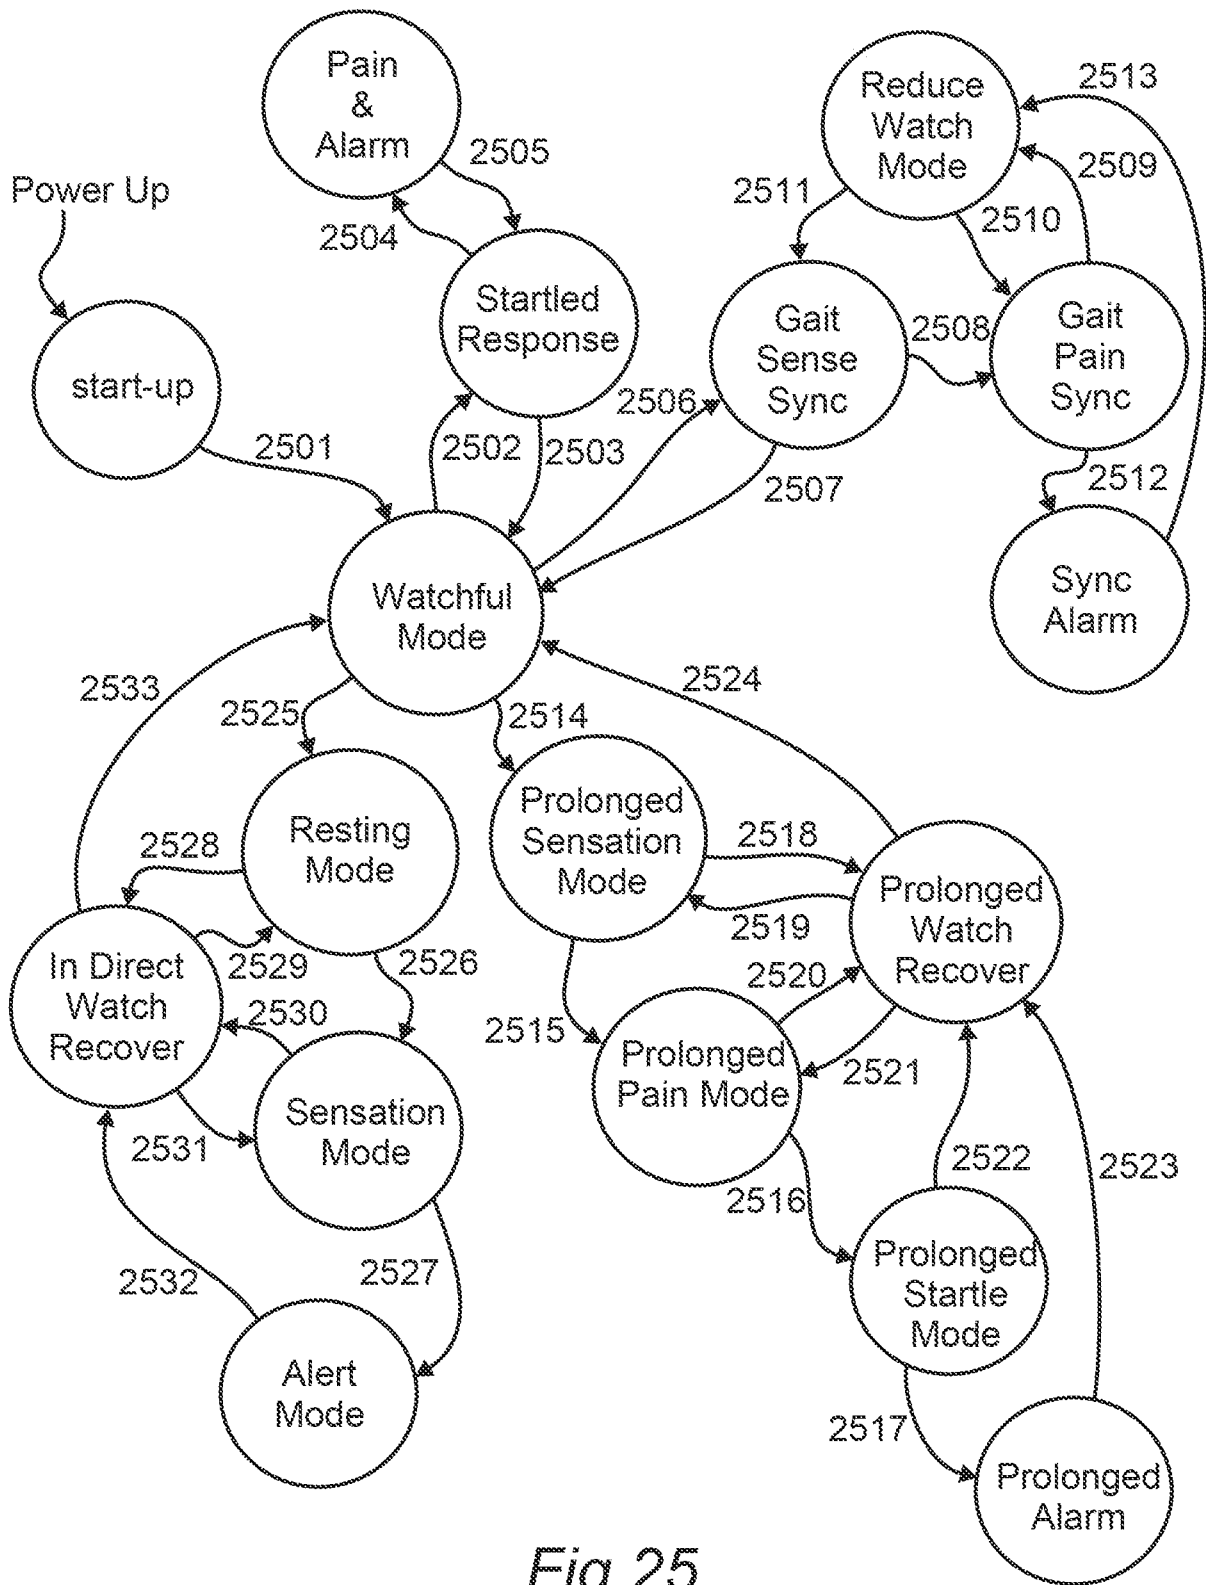 Pain
&
Alarm
2505
2504
Power Up
start-up
2501
Startled
Response
2502
2503
Reduce
Watch
Mode
2513
2509
2511
2510
Gait
Sense
Sync
2508
Gait
Pain
Sync
2506
2507
2512
Sync
Alarm
Watchful
Mode
2533
2525
2514
2524
Resting
Mode
2528
2529
2526
In Direct
Watch
Recover
2530
2531
Sensation
Mode
2532
2527
Alert
Mode
Prolonged
Sensation
Mode
2518
2519
Prolonged
Watch
Recover
2515
2520
2521
Prolonged
Pain Mode
2516
2522
2523
Prolonged
Startle
Mode
2517
Prolonged
Alarm
Fig 25